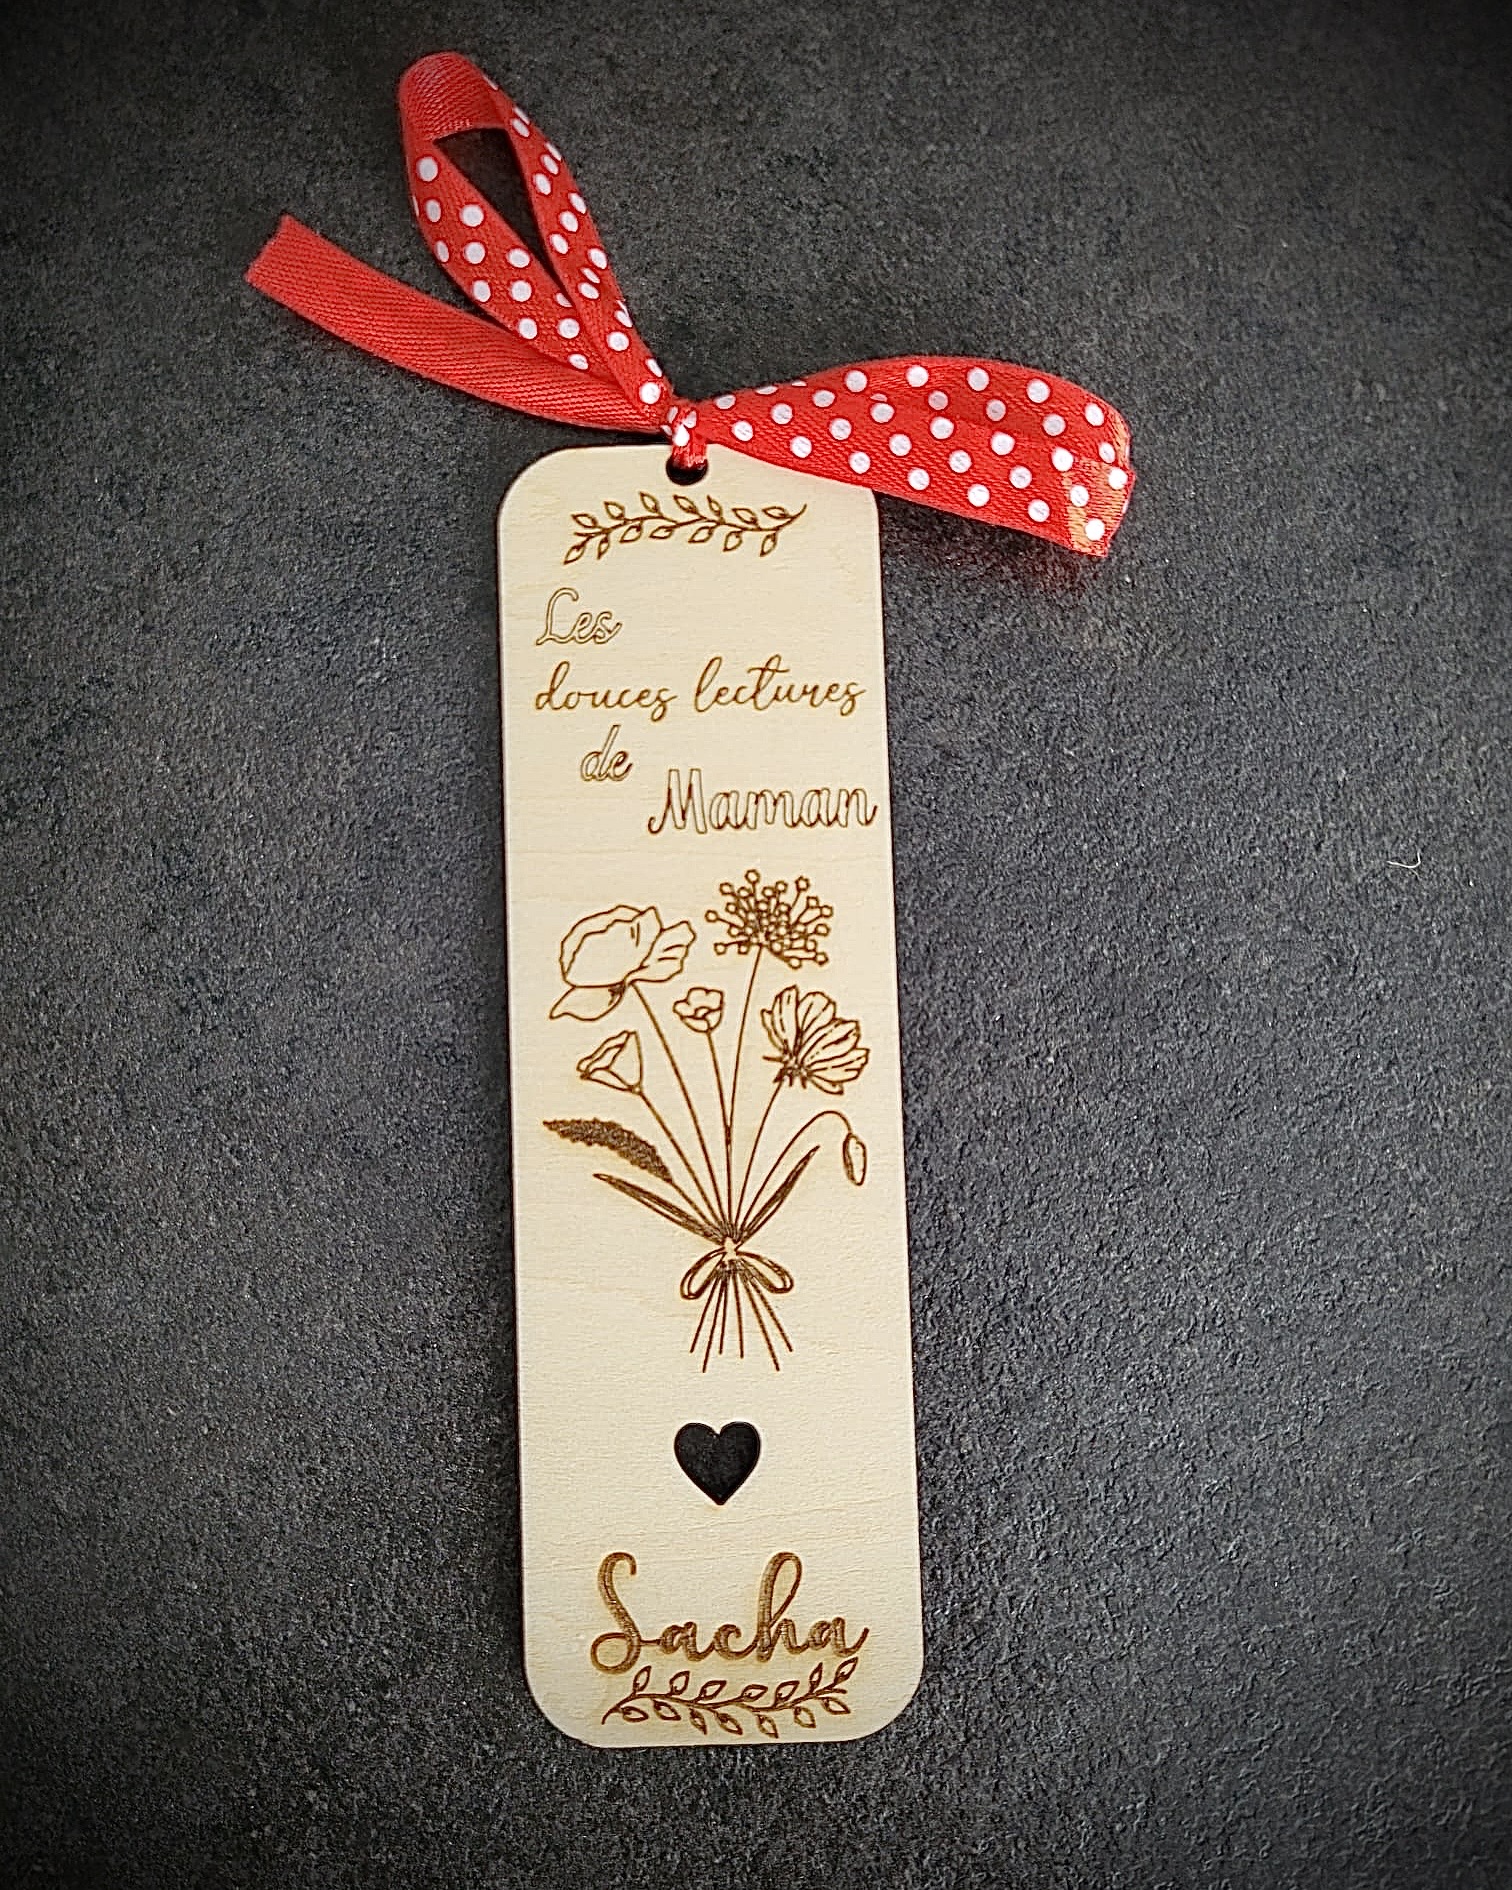 Les
douces lectures
de
Maman
Sacha